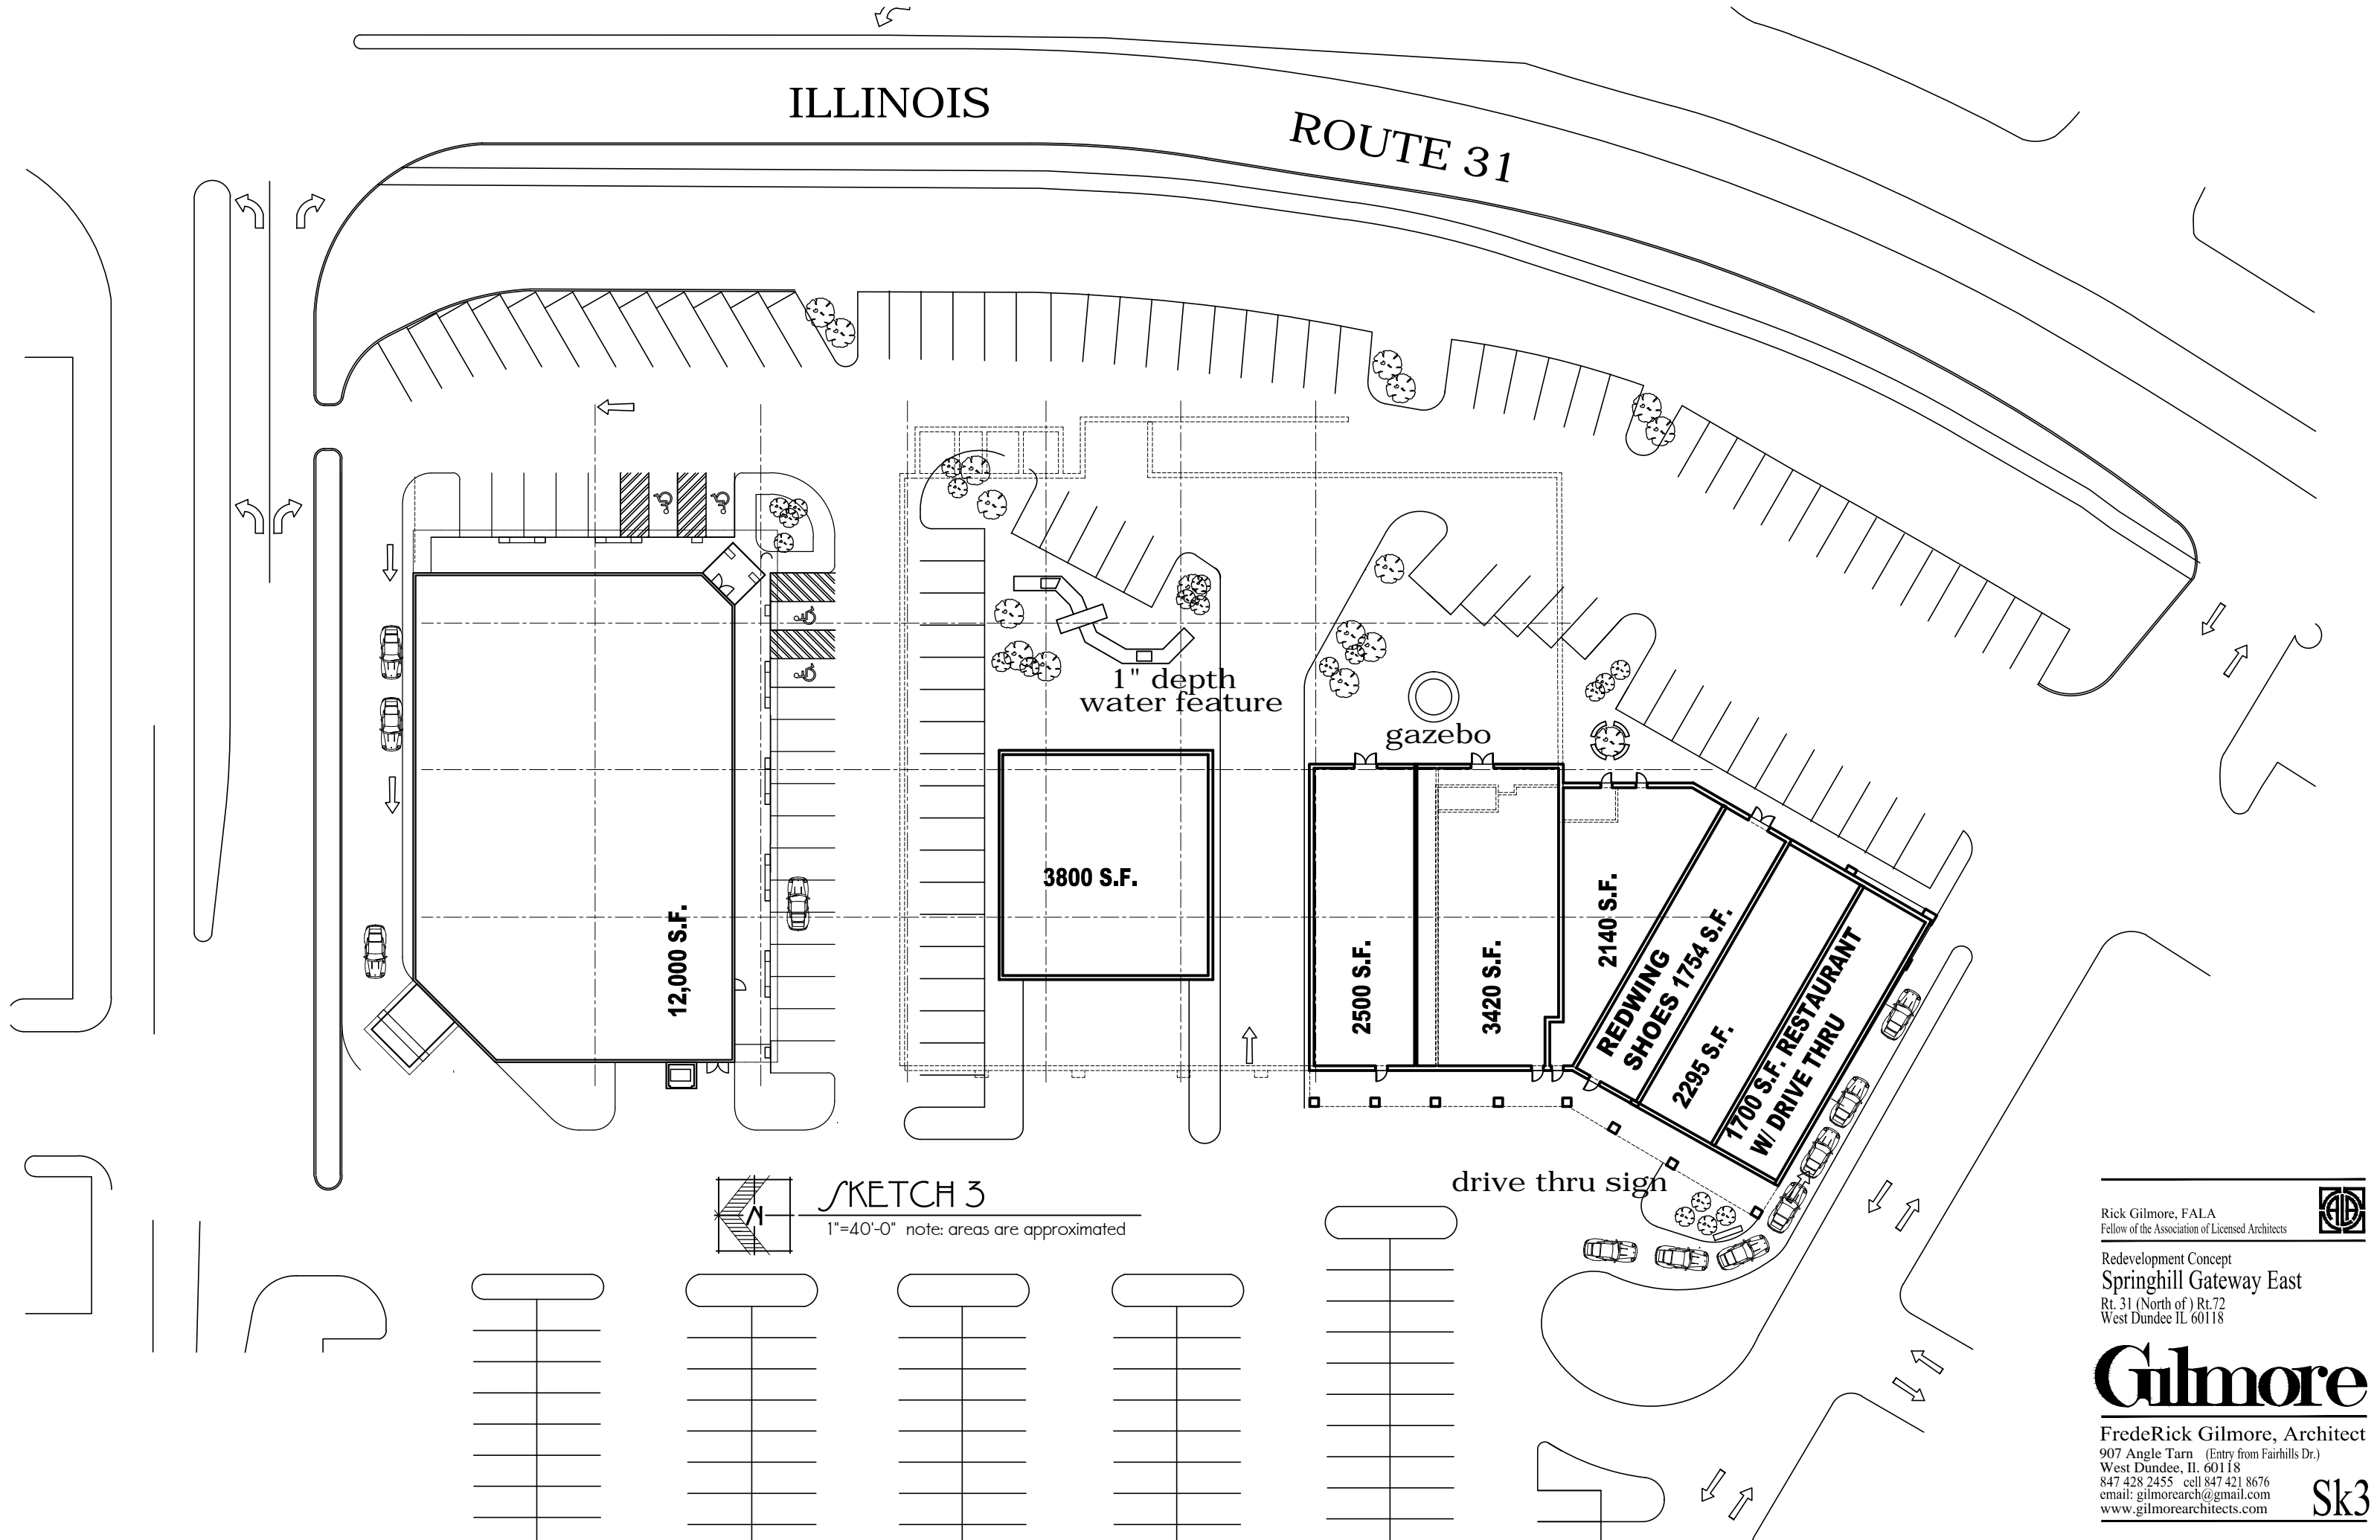 ILLINOIS
ROUTE 31
1" depth
water feature
gazebo
12,000 S.F.
3800 S.F.
2500 S.F.
3420 S.F.
2140 S.F.
REDWING
SHOES 1754 S.F.
2295 S.F.
1700 S.F. RESTAURANT
W/ DRIVE THRU
drive thru sign
N
SKETCH 3
1"=40'-0" note: areas are approximated
Rick Gilmore, FALA
Fellow of the Association of Licensed Architects
ALA
Redevelopment Concept
Springhill Gateway East
Rt. 31 (North of ) Rt.72
West Dundee IL 60118
Gilmore
FredeRick Gilmore, Architect
907 Angle Tarn (Entry from Fairhills Dr.)
West Dundee, Il. 60118
847 428 2455 cell 847 421 8676
email: gilmorearch@gmail.com
www.gilmorearchitects.com
Sk3